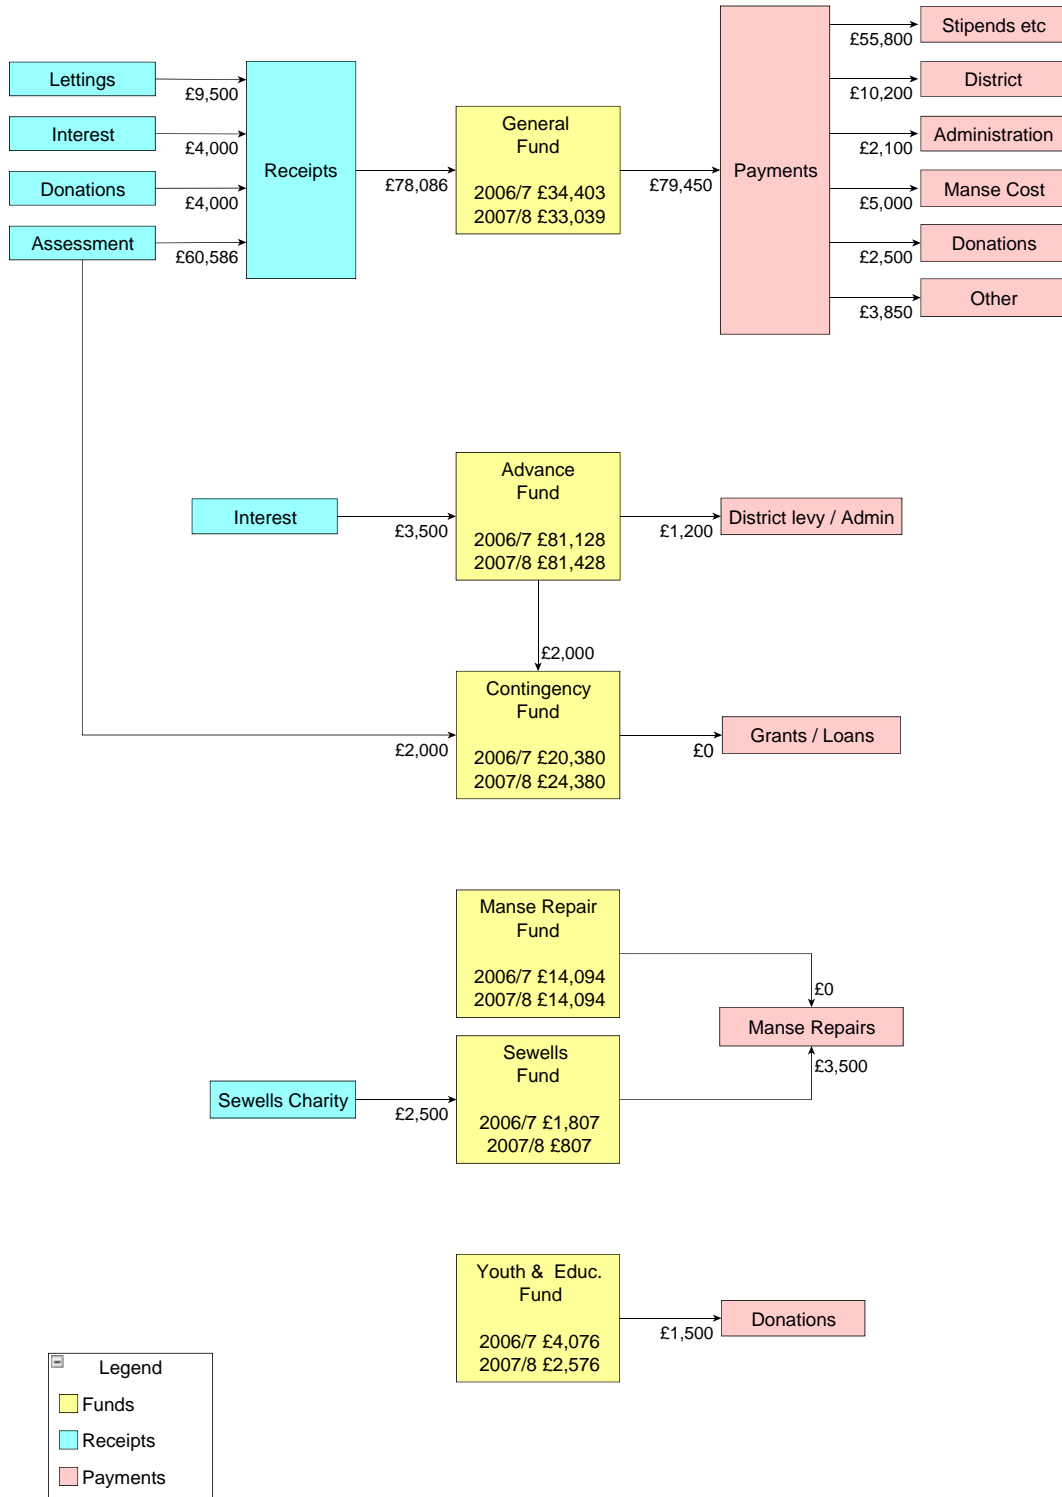 Lettings
£9,500
Interest
£4,000
Donations
£4,000
Assessment
£60,586
Receipts
£78,086
General
Fund
2006/7 £34,403
2007/8 £33,039
£79,450
Payments
£55,800
Stipends etc
£10,200
District
£2,100
Administration
£5,000
Manse Cost
£2,500
Donations
£3,850
Other
Interest
£3,500
Advance
Fund
2006/7 £81,128
2007/8 £81,428
£1,200
District levy / Admin
£2,000
£2,000
Contingency
Fund
2006/7 £20,380
2007/8 £24,380
£0
Grants / Loans
Manse Repair
Fund
2006/7 £14,094
2007/8 £14,094
£0
Manse Repairs
£3,500
Sewells Charity
£2,500
Sewells
Fund
2006/7 £1,807
2007/8 £807
Youth &  Educ.
Fund
2006/7 £4,076
2007/8 £2,576
£1,500
Donations
Legend
Funds
Receipts
Payments